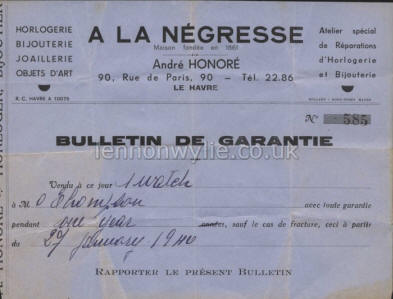 HORLOGERIE
BIJOUTERIE
JOAILLERIE
OBJETS D'ART
R. C. HAVRE A 10075
A LA NÉGRESSE
Maison fondée en 1861
André HONORÉ
90, Rue de Paris, 90 - Tél. 22.86
LE HAVRE
Atelier spécial
de Réparations
d'Horlogerie
et Bijouterie
N° 585
BULLETIN DE GARANTIE
lennonwylie.co.uk
Vendu à ce jour 1 watch
à M. O Thompson avec toute garantie
pendant one year années, sauf le cas de fracture, ceci à partir
du 27 January 19
RAPPORTER LE PRÉSENT BULLETIN